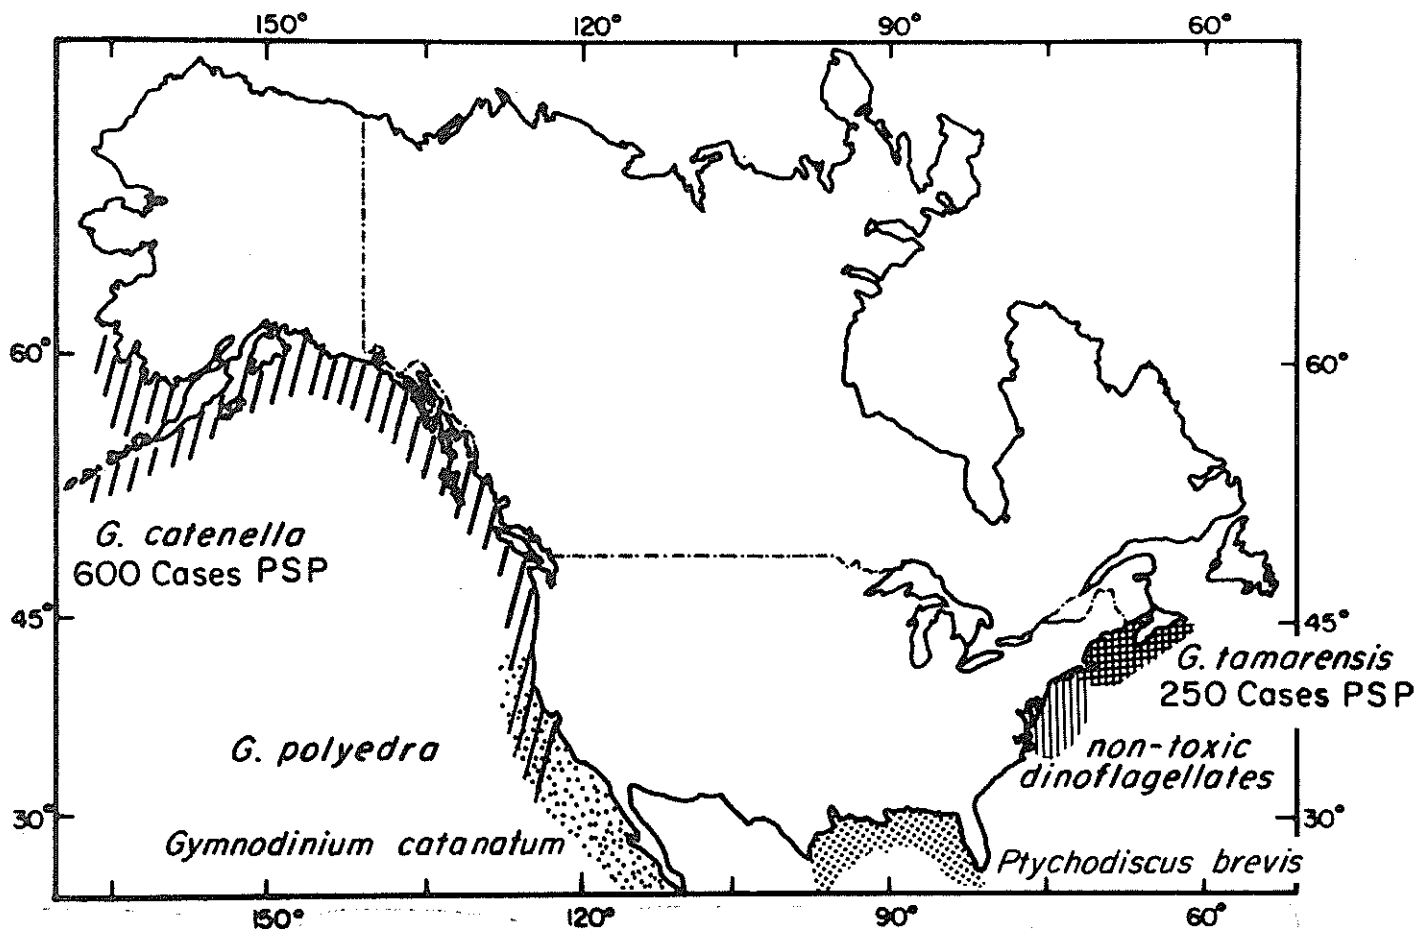 150° 120° 90° 60°
60° 60°
G. catenella
600 Cases PSP
45° 45°
G. tamarensis
250 Cases PSP
G. polyedra
non-toxic
dinoflagellates
30° 30°
Gymnodinium catanatum
Ptychodiscus brevis
150° 120° 90° 60°